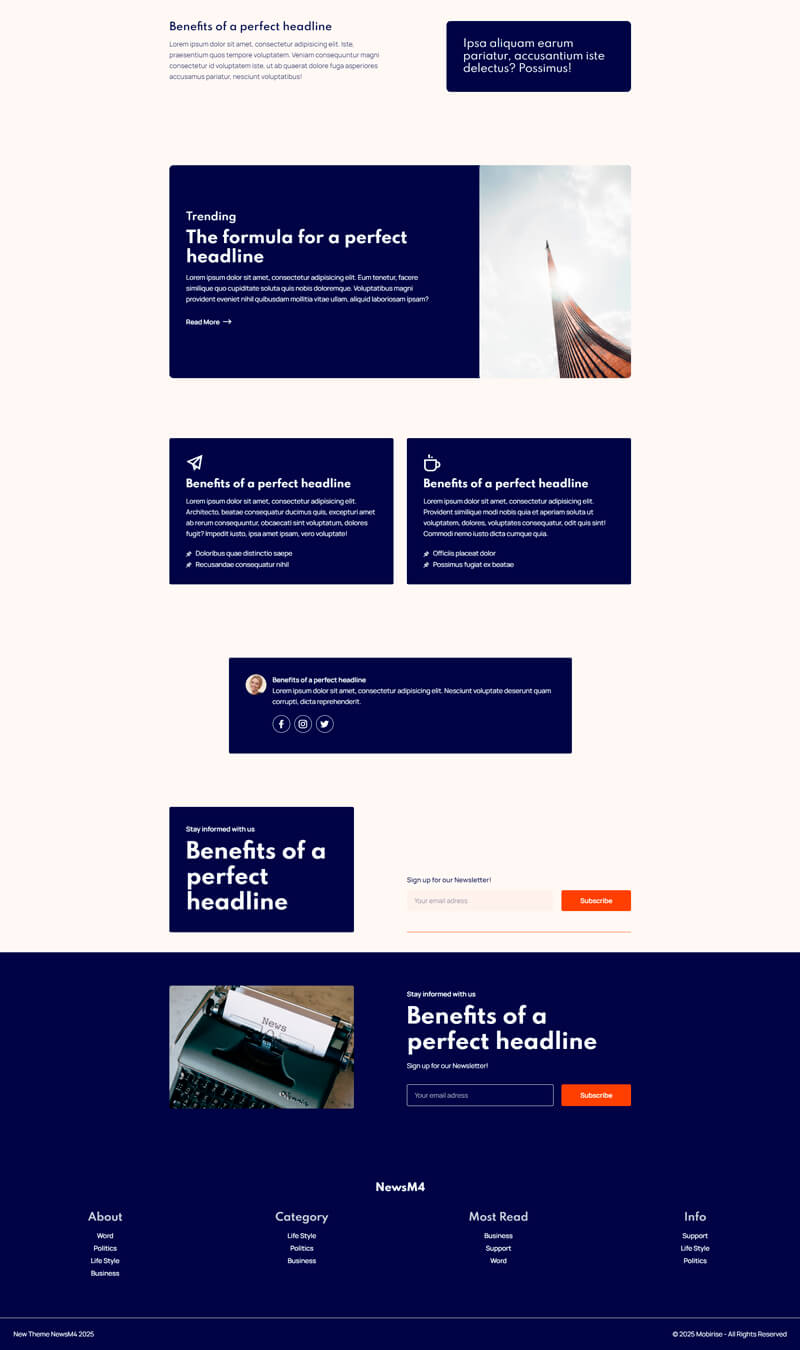 Benefits of a perfect headline
Lorem ipsum dolor sit amet, consectetur adipisicing elit. Iste,
praesentium quos tempore voluptatem. Veniam consequuntur magni
consectetur id voluptatem iste, ut ab quaerat dolore fuga asperiores
accusamus pariatur, nesciunt voluptatibus!
Ipsa aliquam earum
pariatur, accusantium iste
delectus? Possimus!
Trending
The formula for a perfect
headline
Lorem ipsum dolor sit amet, consectetur adipisicing elit. Eum tenetur, facere
similique quo cupiditate soluta quis nobis doloremque. Voluptatibus magni
provident eveniet nihil quibusdam mollitia vitae ullam, aliquid laboriosam ipsam?
Read More
Benefits of a perfect headline
Lorem ipsum dolor sit amet, consectetur adipisicing elit.
Architecto, beatae consequatur ducimus quis, excepturi amet
ab rerum consequuntur, obcaecati sint voluptatum, dolores
fugit? Impedit iusto, ipsa amet ipsam, vero voluptate!
Doloribus quae distinctio saepe
Recusandae consequatur nihil
Benefits of a perfect headline
Lorem ipsum dolor sit amet, consectetur adipisicing elit.
Provident similique modi nobis quia et aperiam soluta ut
voluptatem, dolores, voluptates consequatur, odit quis sint!
Commodi nemo iusto dicta cumque quia.
Officiis placeat dolor
Possimus fugiat ex beatae
Benefits of a perfect headline
Lorem ipsum dolor sit amet, consectetur adipisicing elit. Nesciunt voluptate deserunt quam
corrupti, dicta reprehenderit.
Stay informed with us
Benefits of a
perfect
headline
Sign up for our Newsletter!
Your email adress
Subscribe
News
Stay informed with us
Benefits of a
perfect headline
Sign up for our Newsletter!
Your email adress
Subscribe
NewsM4
About
Word
Politics
Life Style
Business
Category
Life Style
Politics
Business
Most Read
Business
Support
Word
Info
Support
Life Style
Politics
New Theme NewsM4 2025
© 2025 Mobirise - All Rights Reserved